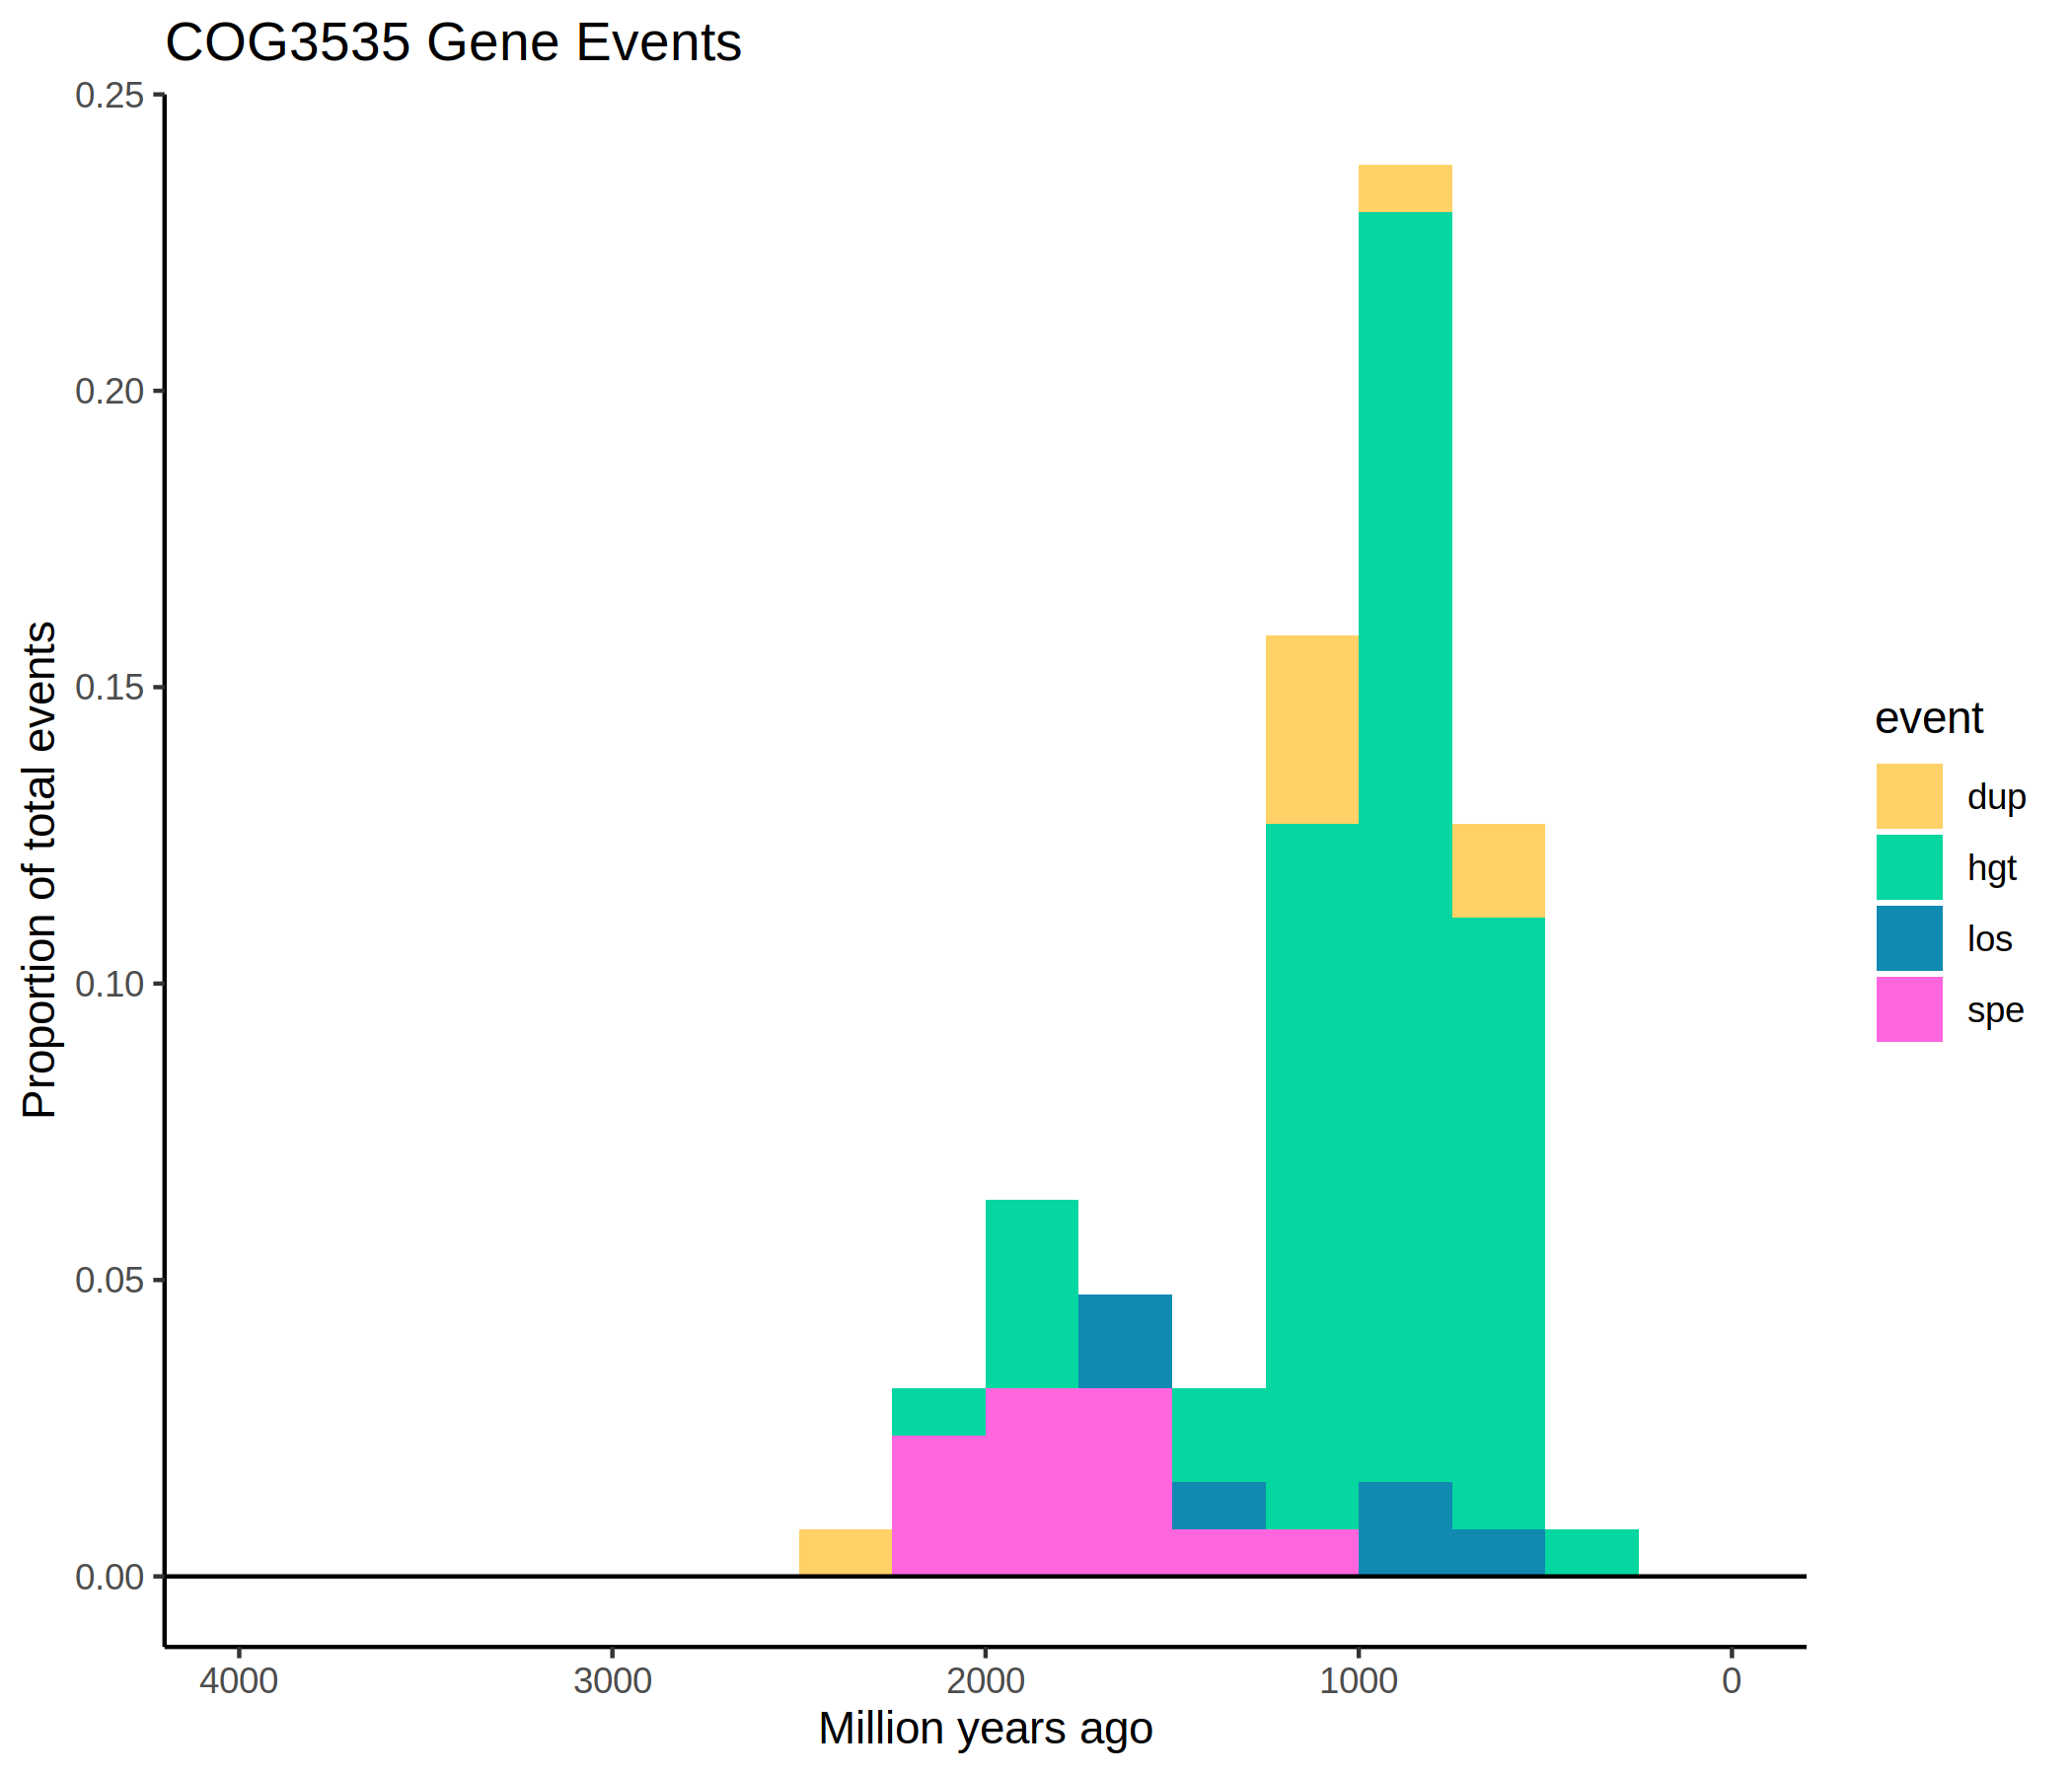 COG3535 Gene Events
Proportion of total events
0.25
0.20
0.15
0.10
0.05
0.00
4000 3000 2000 1000 0
Million years ago
event
dup
hgt
los
spe